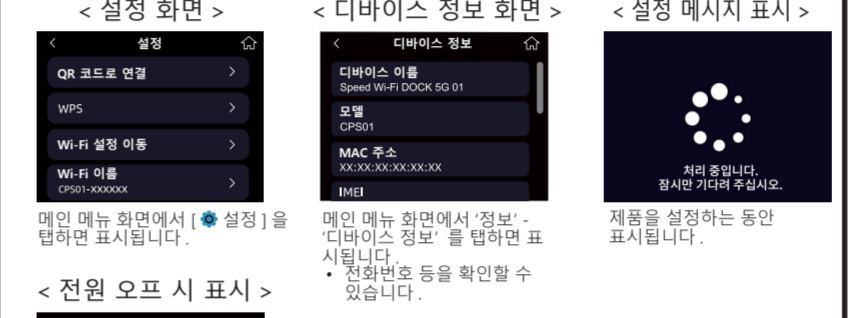 < 설정 화면 >
설정
QR 코드로 연결
WPS
Wi-Fi 설정 이동
Wi-Fi 이름
CPS01-XXXXXX
메인 메뉴 화면에서 [ 설정 ] 을
탭하면 표시됩니다 .
< 디바이스 정보 화면 >
디바이스 정보
디바이스 이름
Speed Wi-Fi DOCK 5G 01
모델
CPS01
MAC 주소
XX:XX:XX:XX:XX:XX
IMEI
메인 메뉴 화면에서 ‘정보’ -
‘디바이스 정보’ 를 탭하면 표
시됩니다 .
• 전화번호 등을 확인할 수
있습니다 .
< 설정 메시지 표시 >
처리 중입니다.
잠시만 기다려 주십시오.
제품을 설정하는 동안
표시됩니다 .
< 전원 오프 시 표시 >